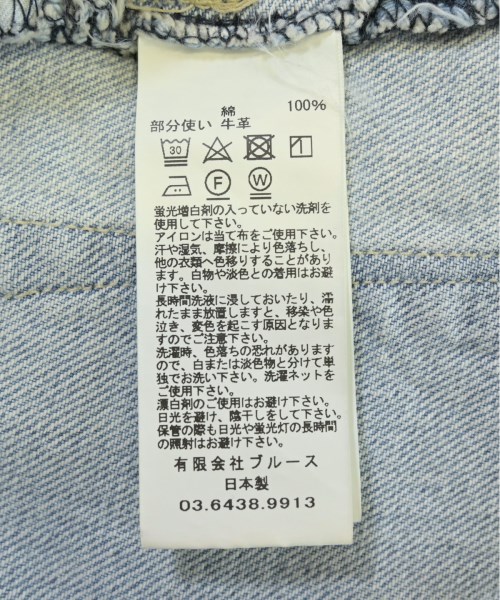 綿 100%
部分使い 牛革
30
F W
蛍光増白剤の入っていない洗剤を
使用して下さい。
アイロンは当て布をご使用下さい。
汗や湿気、摩擦により色落ちし、
他の衣類へ色移りすることがあり
ます。白物や淡色との着用はお避
け下さい。
長時間洗液に浸しておいたり、濡
れたまま放置しますと、移染や色
泣き、変色を起こす原因となりま
すのでご注意下さい。
洗濯時、色落ちの恐れがあります
ので、白または淡色物と分けて単
独でお洗い下さい。洗濯ネットを
ご使用下さい。
漂白剤のご使用はお避け下さい。
日光を避け、陰干しをして下さい。
保管の際も日光や蛍光灯の長時間
の照射はお避け下さい。
有限会社ブルース
日本製
03.6438.9913